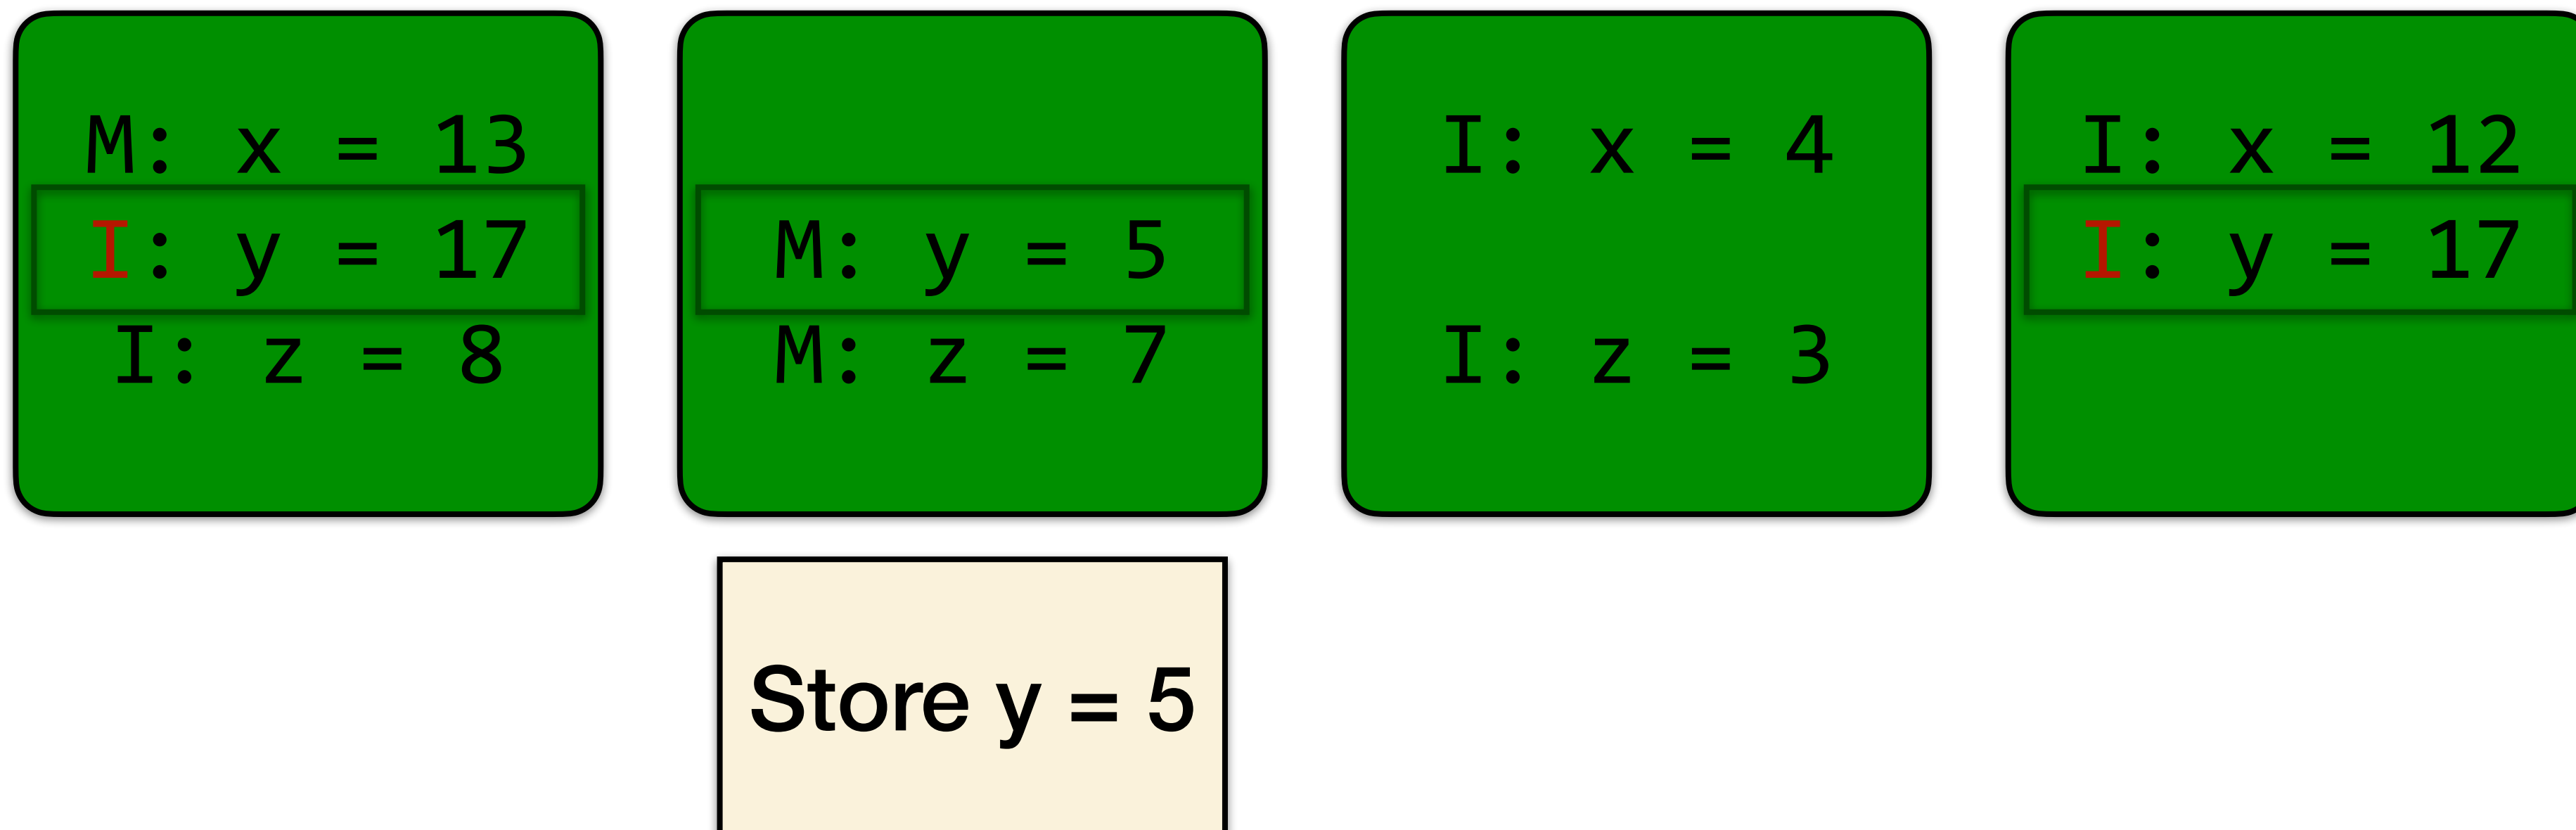 M: x = 13
I: y = 17
I: z = 8
M: y = 5
M: z = 7
I: x = 4
I: z = 3
I: x = 12
I: y = 17
Store y = 5